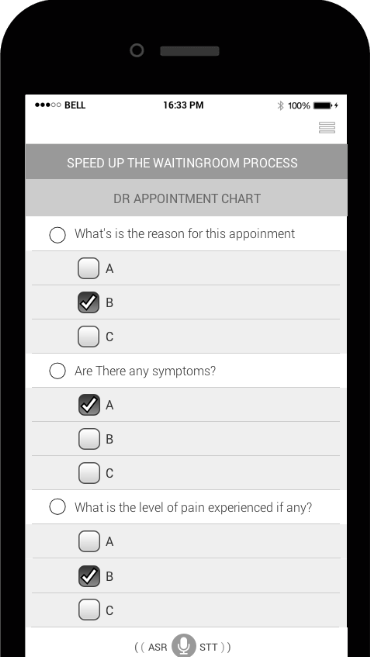 BELL 16:33 PM 100%
SPEED UP THE WAITINGROOM PROCESS
DR APPOINTMENT CHART
What's is the reason for this appoinment
A
B
C
Are There any symptoms?
A
B
C
What is the level of pain experienced if any?
A
B
C
( ( ASR STT ) )